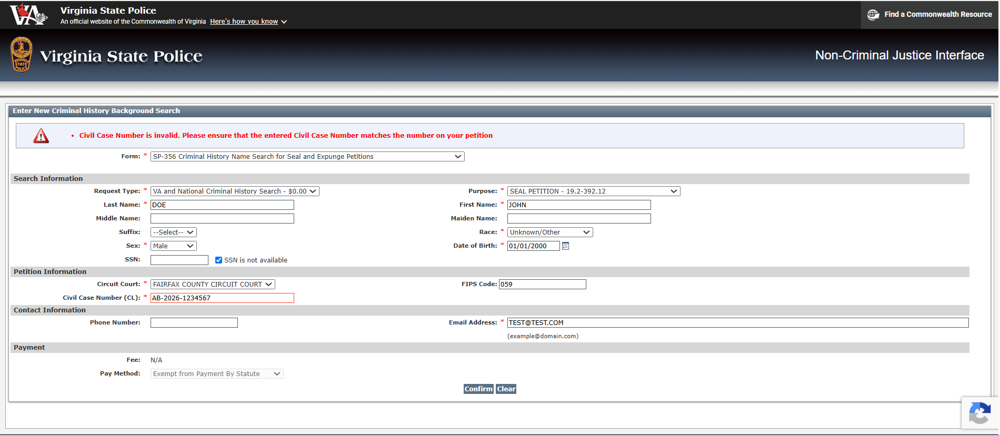 Virginia State Police
An official website of the Commonwealth of Virginia Here's how you know
Find a Commonwealth Resource
VA
VIRGINIA STATE POLICE
Virginia State Police
Non-Criminal Justice Interface
Enter New Criminal History Background Search
• Civil Case Number is invalid. Please ensure that the entered Civil Case Number matches the number on your petition
Form: * SP-356 Criminal History Name Search for Seal and Expunge Petitions
Search Information
Request Type: * VA and National Criminal History Search - $0.00 Purpose: * SEAL PETITION - 19.2-392.12
Last Name: * DOE First Name: * JOHN
Middle Name: Maiden Name:
Suffix: --Select-- Race: * Unknown/Other
Sex: * Male Date of Birth: * 01/01/2000
SSN: SSN is not available
Petition Information
Circuit Court: * FAIRFAX COUNTY CIRCUIT COURT FIPS Code: 059
Civil Case Number (CL): * AB-2026-1234567
Contact Information
Phone Number: Email Address: * TEST@TEST.COM
(example@domain.com)
Payment
Fee: N/A
Pay Method: Exempt from Payment By Statute
Confirm Clear